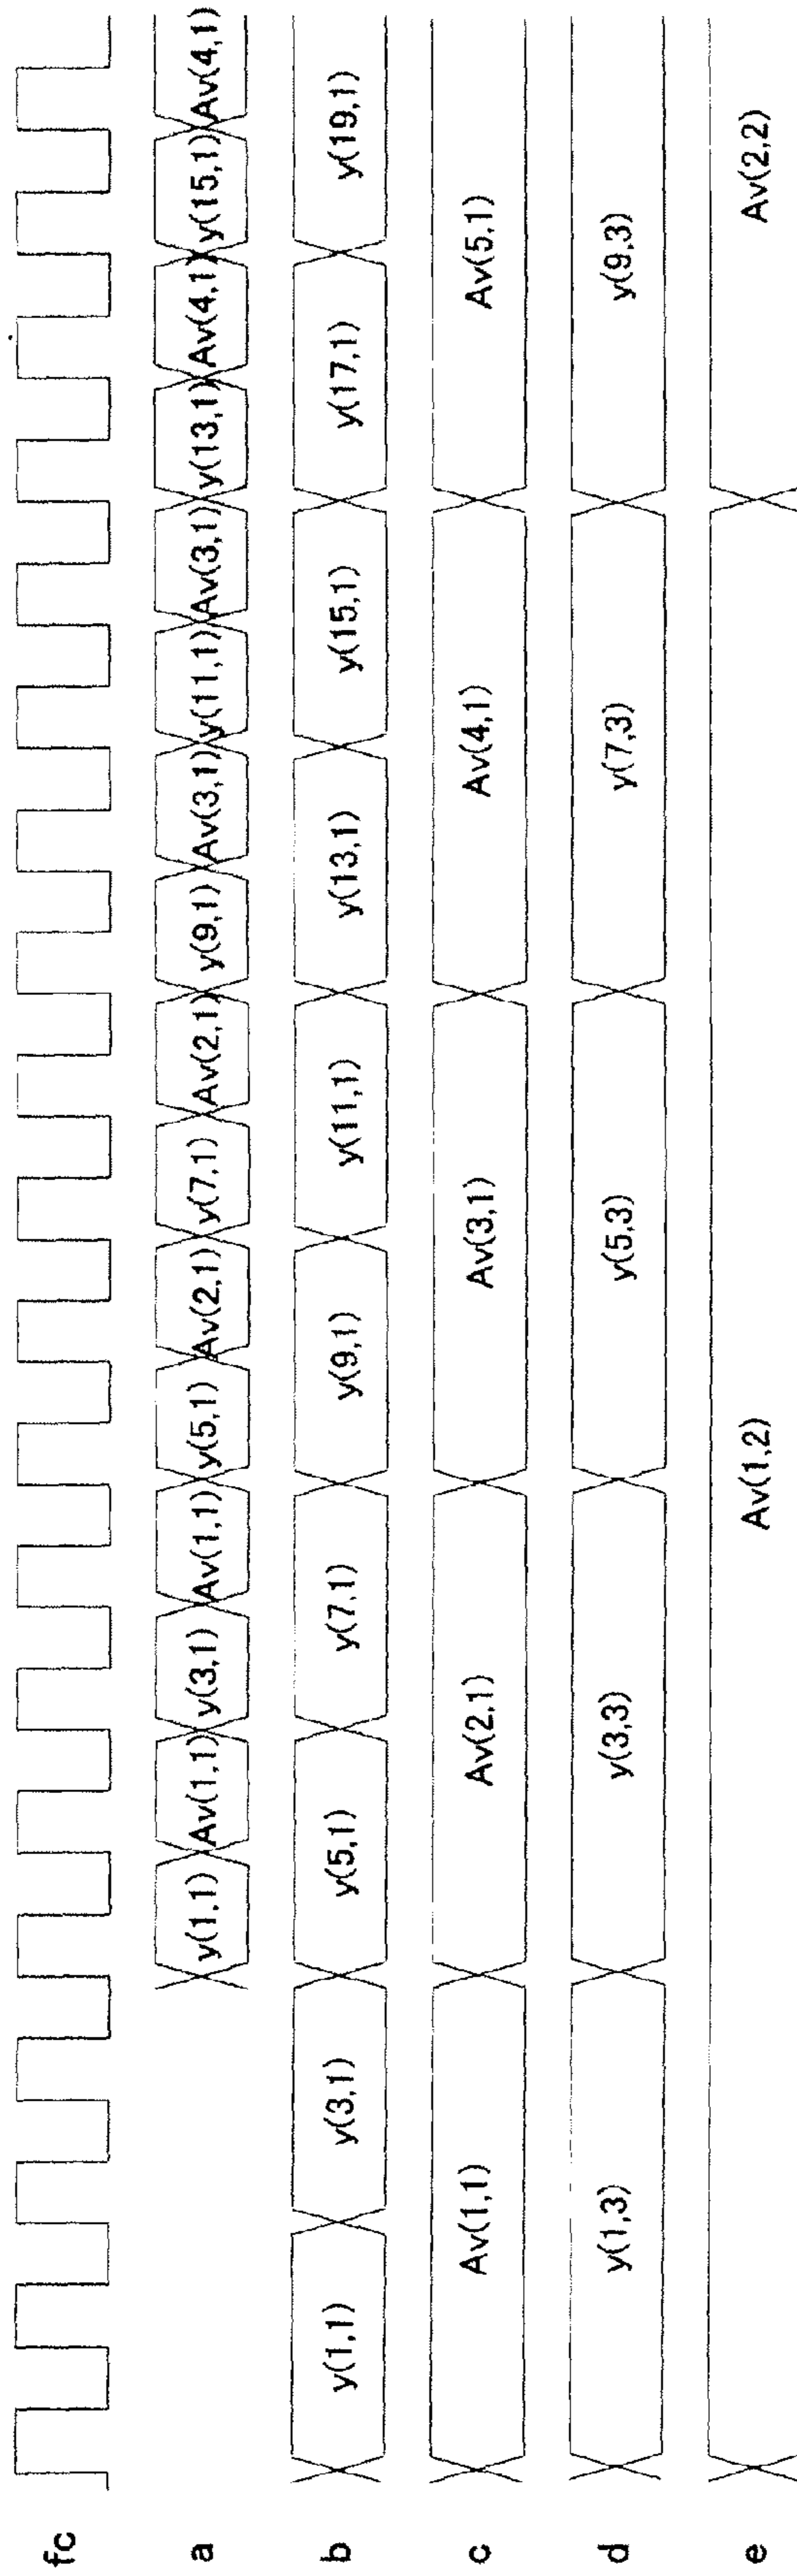 fc
a y(1,1) Av(1,1) y(3,1) Av(1,1) y(5,1) Av(2,1) y(7,1) Av(2,1) y(9,1) Av(3,1) y(11,1) Av(3,1) y(13,1) Av(4,1) y(15,1) Av(4,1)
b y(1,1) y(3,1) y(5,1) y(7,1) y(9,1) y(11,1) y(13,1) y(15,1) y(17,1) y(19,1)
c Av(1,1) Av(2,1) Av(3,1) Av(4,1) Av(5,1)
d y(1,3) y(3,3) y(5,3) y(7,3) y(9,3)
e Av(1,2) Av(2,2)